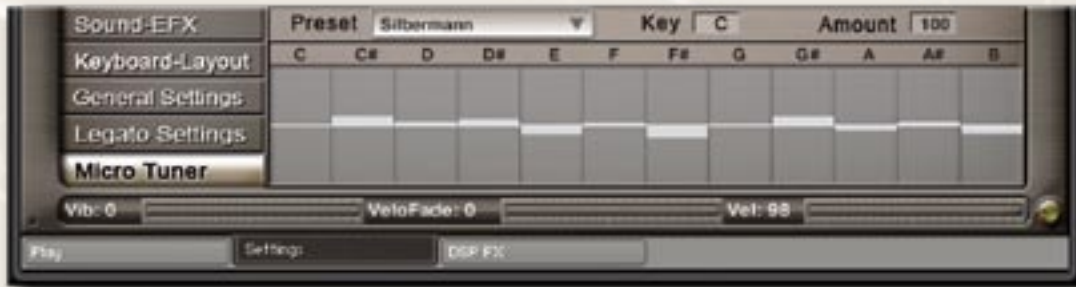 Sound-EFX
Preset Silbermann Key C Amount 100
Keyboard-Layout
C C# D D# E F F# G G# A A# B
General Settings
Legato Settings
Micro Tuner
Vib: 0 VeloFade: 0 Vel: 98
Play Settings DSP FX